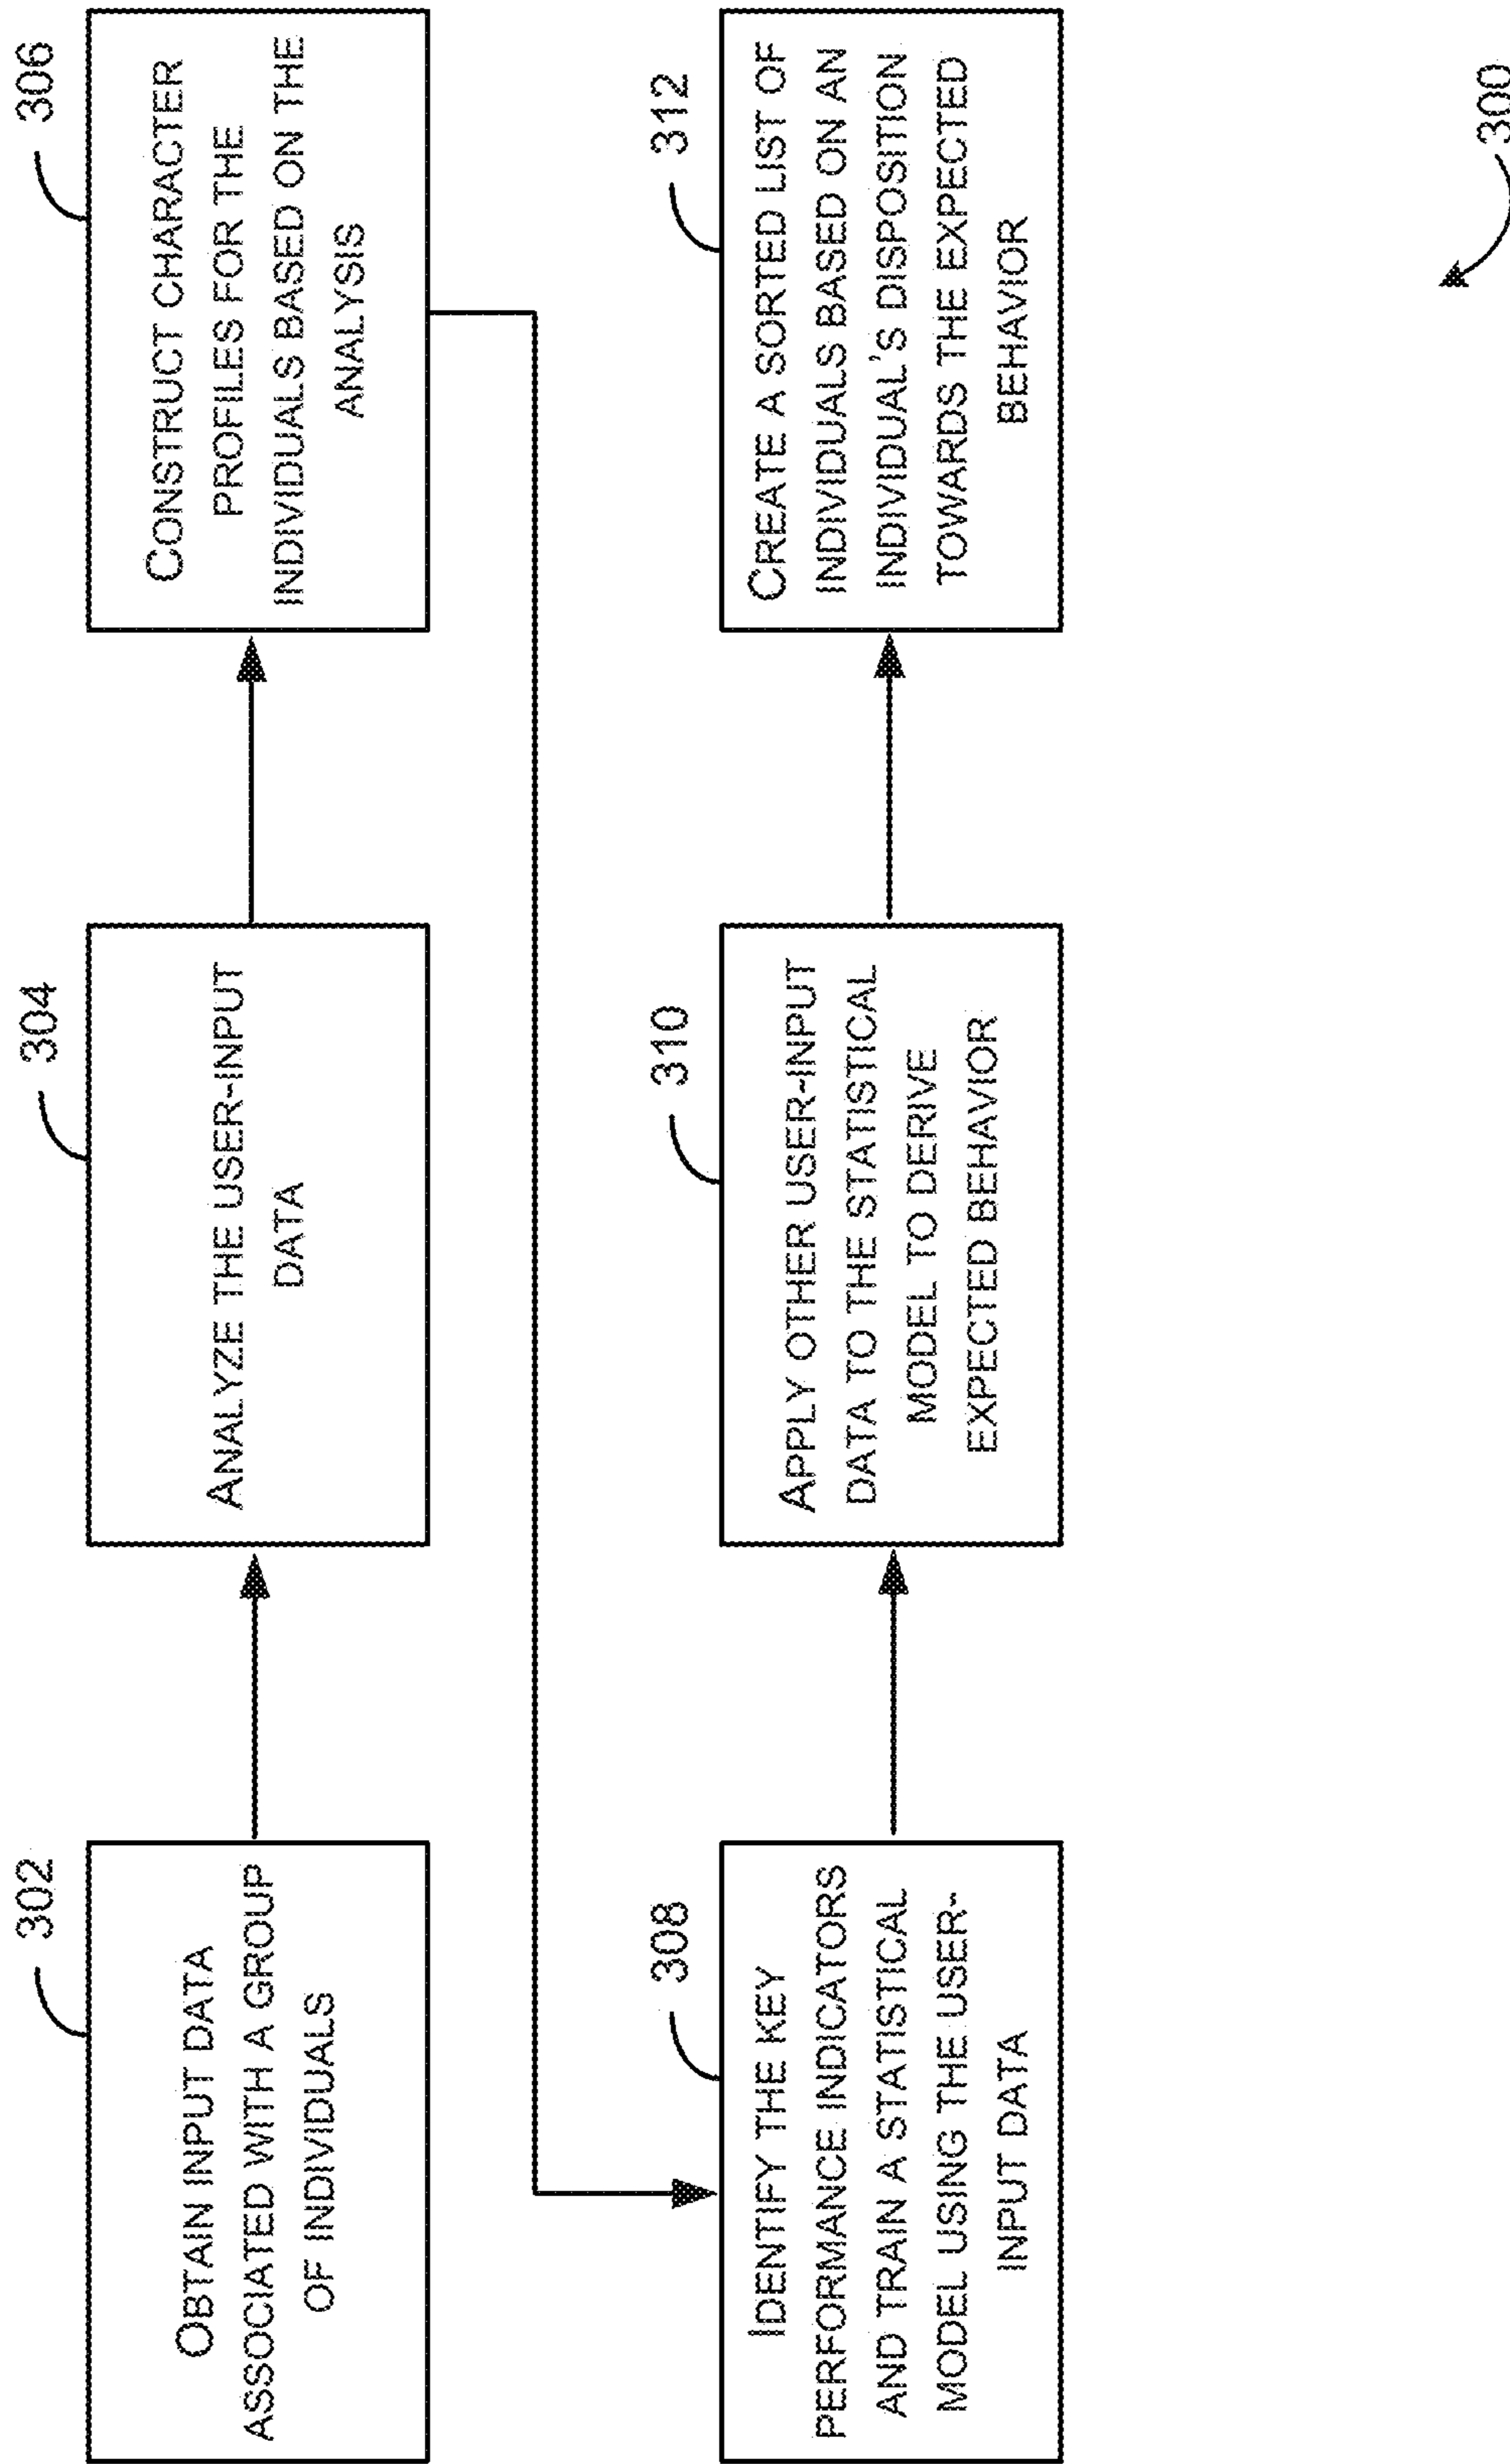 302
OBTAIN INPUT DATA
ASSOCIATED WITH A GROUP
OF INDIVIDUALS
304
ANALYZE THE USER-INPUT
DATA
306
CONSTRUCT CHARACTER
PROFILES FOR THE
INDIVIDUALS BASED ON THE
ANALYSIS
308
IDENTIFY THE KEY
PERFORMANCE INDICATORS
AND TRAIN A STATISTICAL
MODEL USING THE USER-
INPUT DATA
310
APPLY OTHER USER-INPUT
DATA TO THE STATISTICAL
MODEL TO DERIVE
EXPECTED BEHAVIOR
312
CREATE A SORTED LIST OF
INDIVIDUALS BASED ON AN
INDIVIDUAL'S DISPOSITION
TOWARDS THE EXPECTED
BEHAVIOR
300